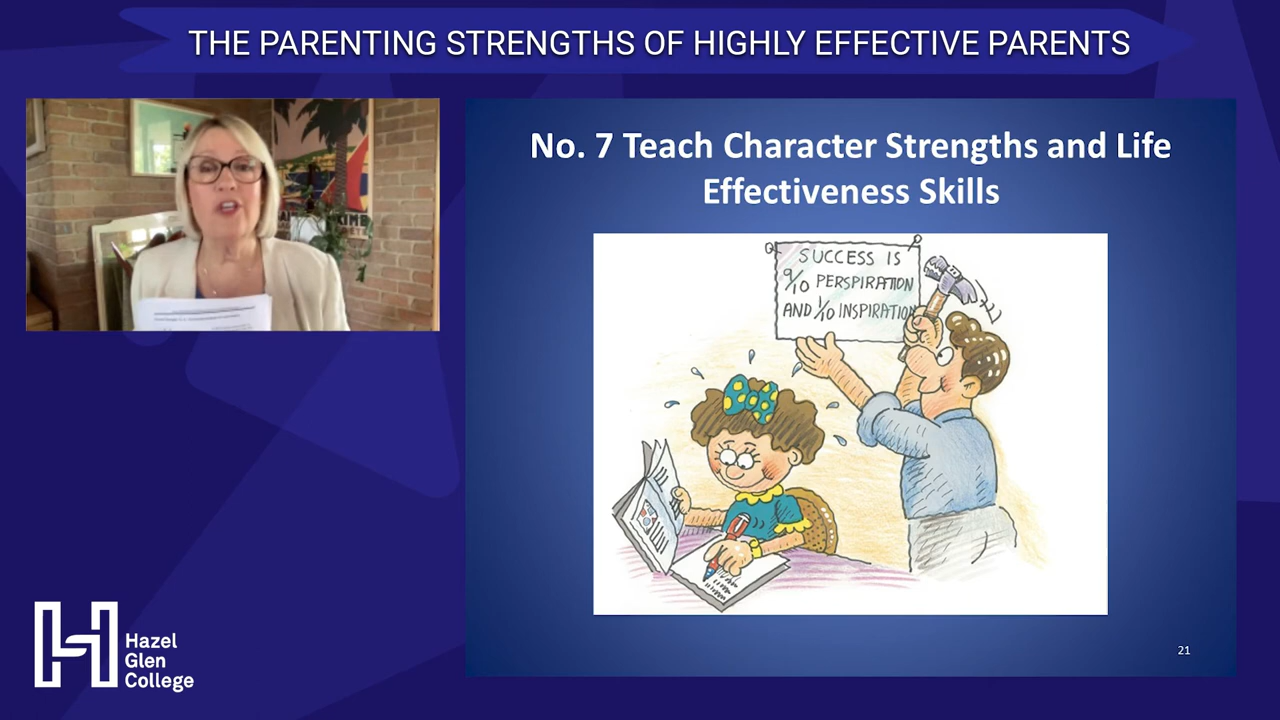 THE PARENTING STRENGTHS OF HIGHLY EFFECTIVE PARENTS
No. 7 Teach Character Strengths and Life
Effectiveness Skills
SUCCESS IS
9/10 PERSPIRATION
AND 1/10 INSPIRATION
21
Hazel
Glen
College